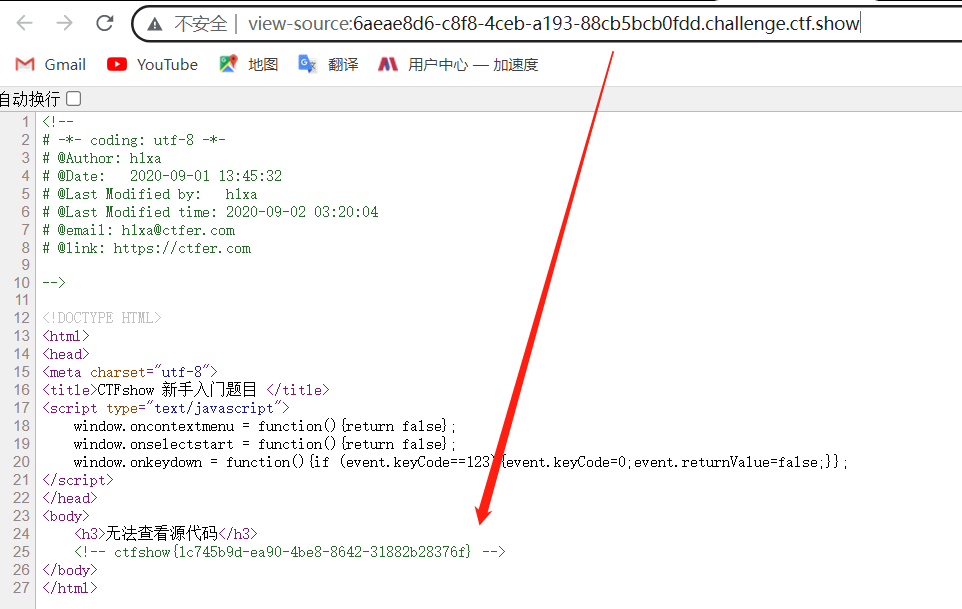 不安全 | view-source:6aeae8d6-c8f8-4ceb-a193-88cb5bcb0fdd.challenge.ctf.show
Gmail YouTube 地图 翻译 用户中心 — 加速度
自动换行
1 <!--
2 # -*- coding: utf-8 -*-
3 # @Author: h1xa
4 # @Date:   2020-09-01 13:45:32
5 # @Last Modified by:   h1xa
6 # @Last Modified time: 2020-09-02 03:20:04
7 # @email: h1xa@ctfer.com
8 # @link: https://ctfer.com
9
10 -->
11
12 <!DOCTYPE HTML>
13 <html>
14 <head>
15 <meta charset="utf-8">
16 <title>CTFshow 新手入门题目 </title>
17 <script type="text/javascript">
18     window.oncontextmenu = function(){return false};
19     window.onselectstart = function(){return false};
20     window.onkeydown = function(){if (event.keyCode==123){event.keyCode=0;event.returnValue=false;}};
21 </script>
22 </head>
23 <body>
24     <h3>无法查看源代码</h3>
25     <!-- ctfshow{1c745b9d-ea90-4be8-8642-31882b28376f} -->
26 </body>
27 </html>